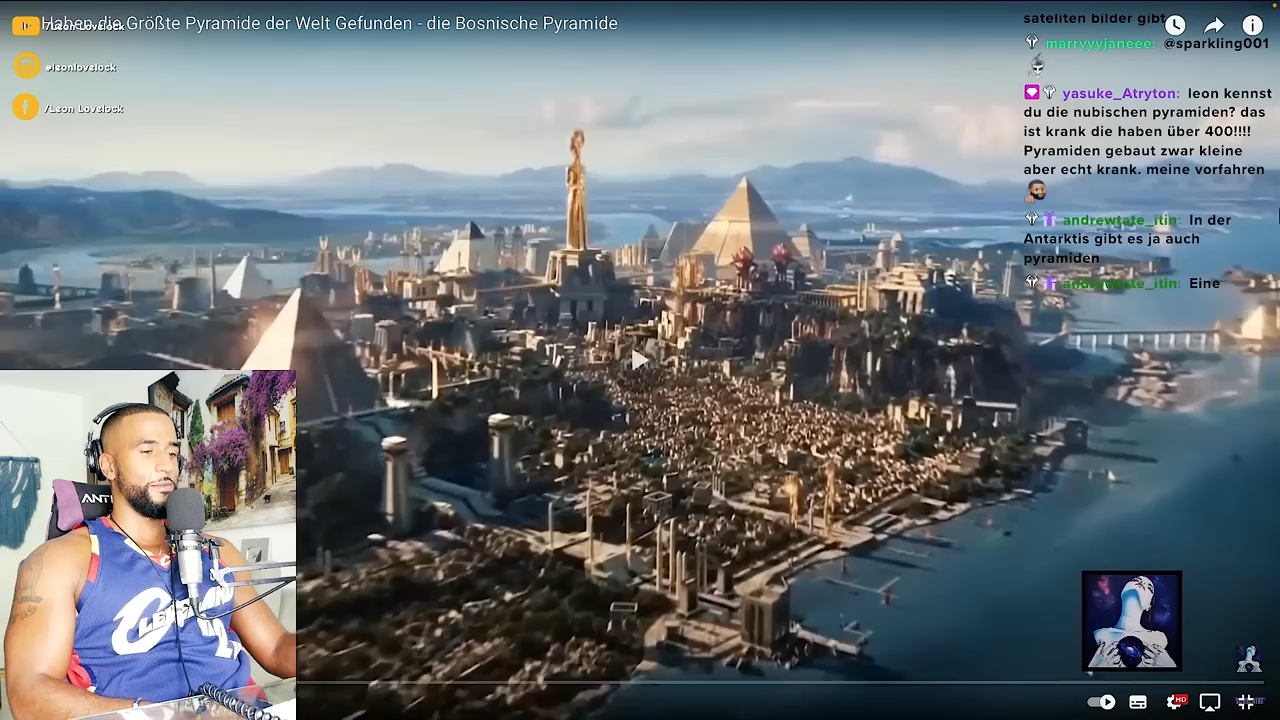 Haben die Größte Pyramide der Welt Gefunden - die Bosnische Pyramide
/Leon Lovelock
@leonlovelock
/Leon Lovelock
sateliten bilder gibt
marryyyjaneee: @sparkling001
yasuke_Atryton: leon kennst
du die nubischen pyramiden? das
ist krank die haben über 400!!!!
Pyramiden gebaut zwar kleine
aber echt krank. meine vorfahren
andrewtate_itin: In der
Antarktis gibt es ja auch
pyramiden
andrewtate_itin: Eine
ANT
CLEVELAND
HD